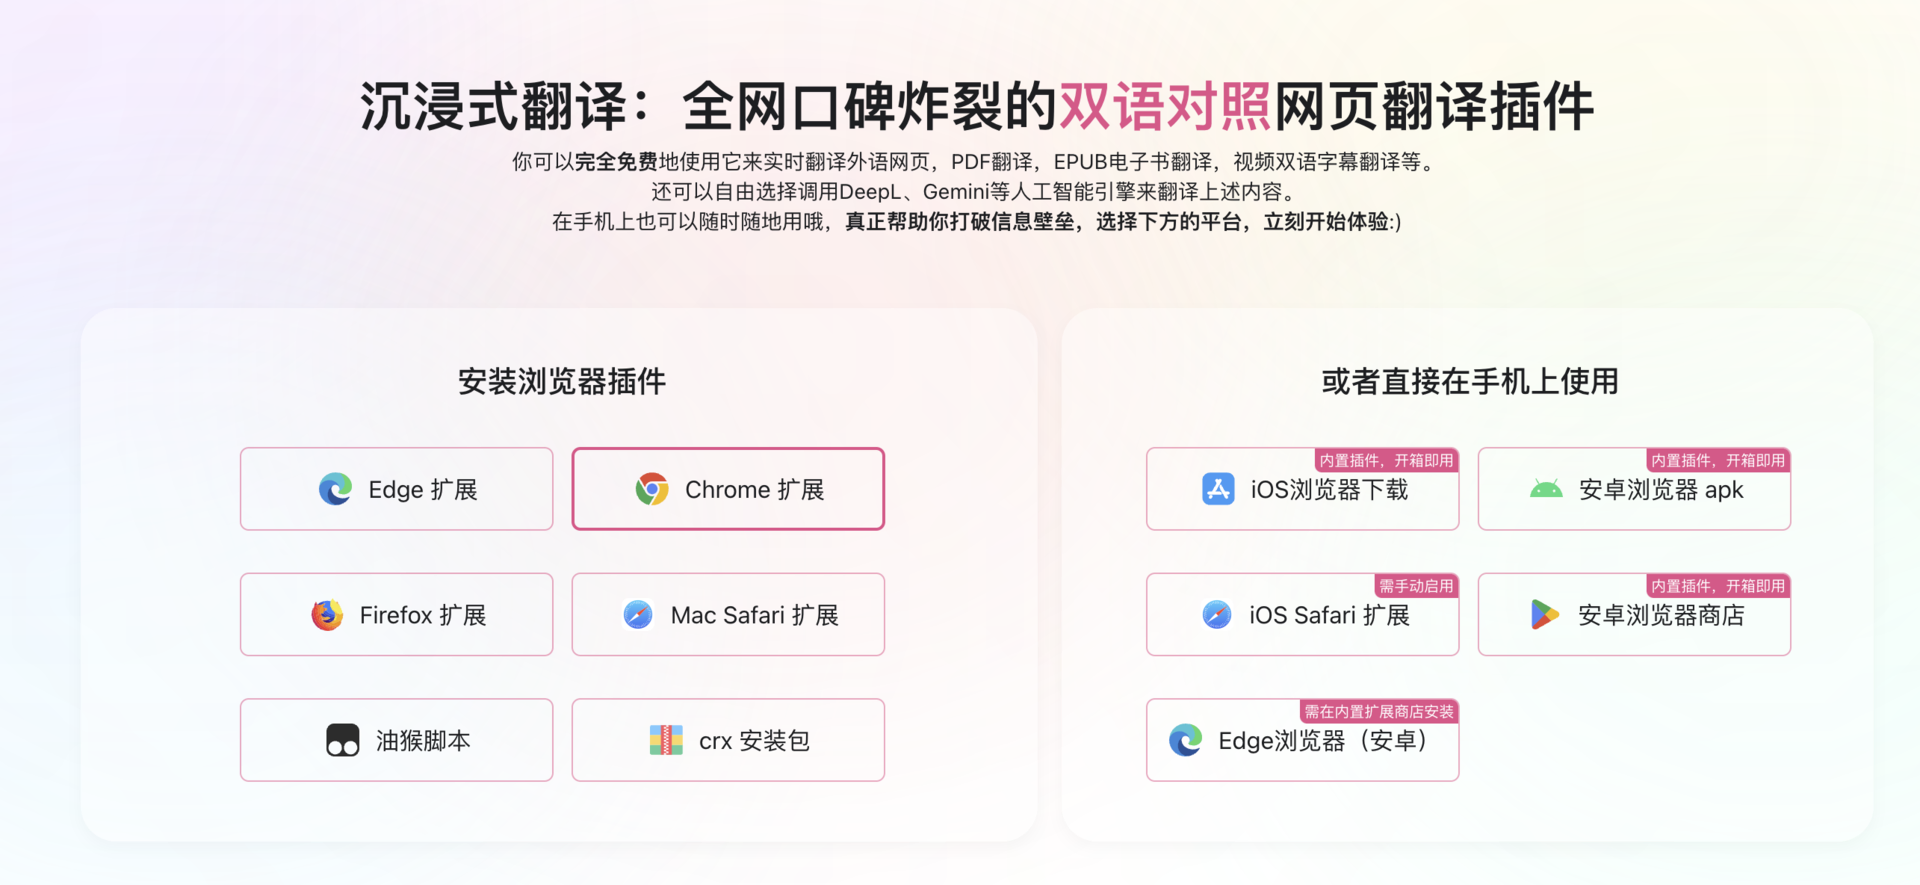 沉浸式翻译：全网口碑炸裂的双语对照网页翻译插件
你可以完全免费地使用它来实时翻译外语网页，PDF翻译，EPUB电子书翻译，视频双语字幕翻译等。
还可以自由选择调用DeepL、Gemini等人工智能引擎来翻译上述内容。
在手机上也可以随时随地用哦，真正帮助你打破信息壁垒，选择下方的平台，立刻开始体验:)
安装浏览器插件
Edge 扩展
Chrome 扩展
Firefox 扩展
Mac Safari 扩展
油猴脚本
crx 安装包
或者直接在手机上使用
内置插件，开箱即用
iOS浏览器下载
内置插件，开箱即用
安卓浏览器 apk
需手动启用
iOS Safari 扩展
内置插件，开箱即用
安卓浏览器商店
需在内置扩展商店安装
Edge浏览器（安卓）